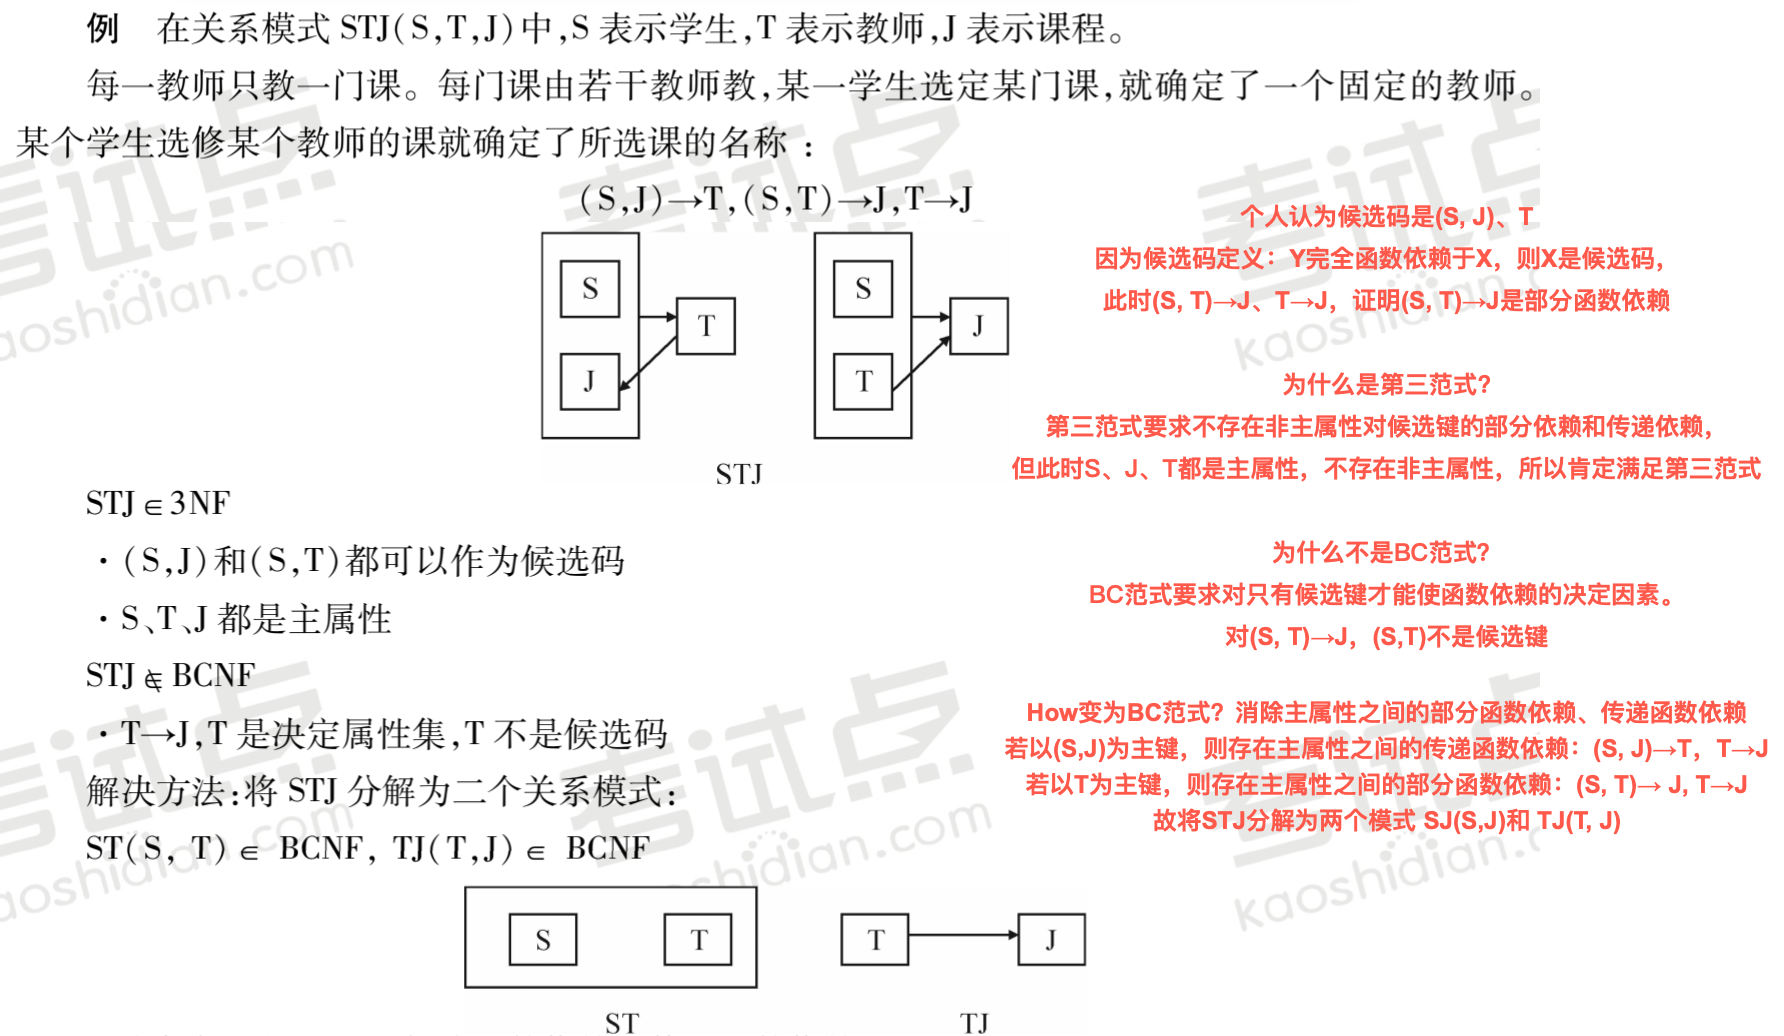 例 在关系模式 STJ(S,T,J)中,S 表示学生,T 表示教师,J 表示课程。
每一教师只教一门课。每门课由若干教师教,某一学生选定某门课,就确定了一个固定的教师。
某个学生选修某个教师的课就确定了所选课的名称 :
(S,J)→T,(S,T)→J,T→J
S
J
T
S
T
J
STJ
STJ∈3NF
·(S,J)和(S,T)都可以作为候选码
·S、T、J 都是主属性
STJ∉BCNF
·T→J,T 是决定属性集,T 不是候选码
解决方法:将 STJ 分解为二个关系模式:
ST(S, T) ∈ BCNF, TJ(T,J) ∈ BCNF
S
T
T
J
ST
TJ
个人认为候选码是(S, J)、T
因为候选码定义：Y完全函数依赖于X，则X是候选码，
此时(S, T)→J、T→J，证明(S, T)→J是部分函数依赖
为什么是第三范式?
第三范式要求不存在非主属性对候选键的部分依赖和传递依赖，
但此时S、J、T都是主属性，不存在非主属性，所以肯定满足第三范式
为什么不是BC范式?
BC范式要求对只有候选键才能使函数依赖的决定因素。
对(S, T)→J，(S,T)不是候选键
How变为BC范式？消除主属性之间的部分函数依赖、传递函数依赖
若以(S,J)为主键，则存在主属性之间的传递函数依赖：(S, J)→T，T→J
若以T为主键，则存在主属性之间的部分函数依赖：(S, T)→ J, T→J
故将STJ分解为两个模式 SJ(S,J)和 TJ(T, J)
考试点
kaoshidian.com